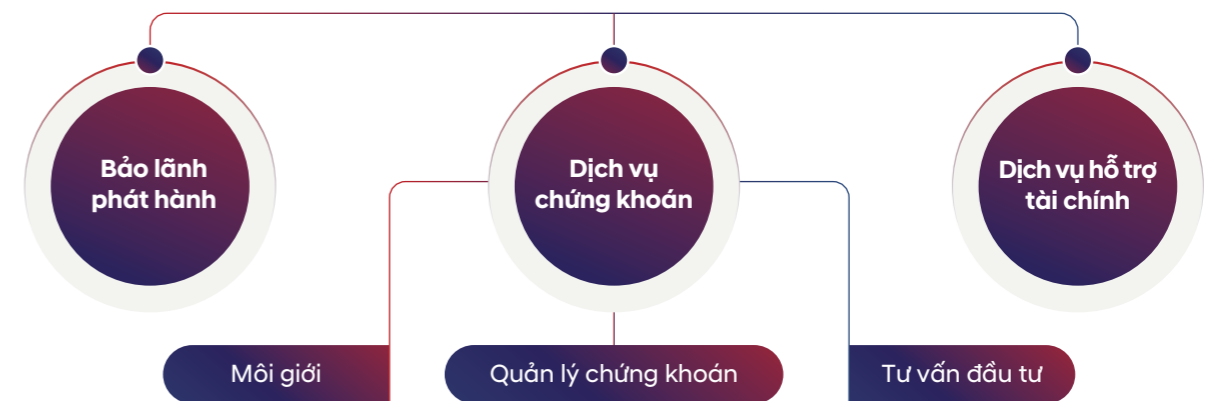 Bảo lãnh
phát hành
Dịch vụ
chứng khoán
Dịch vụ hỗ trợ
tài chính
Môi giới
Quản lý chứng khoán
Tư vấn đầu tư